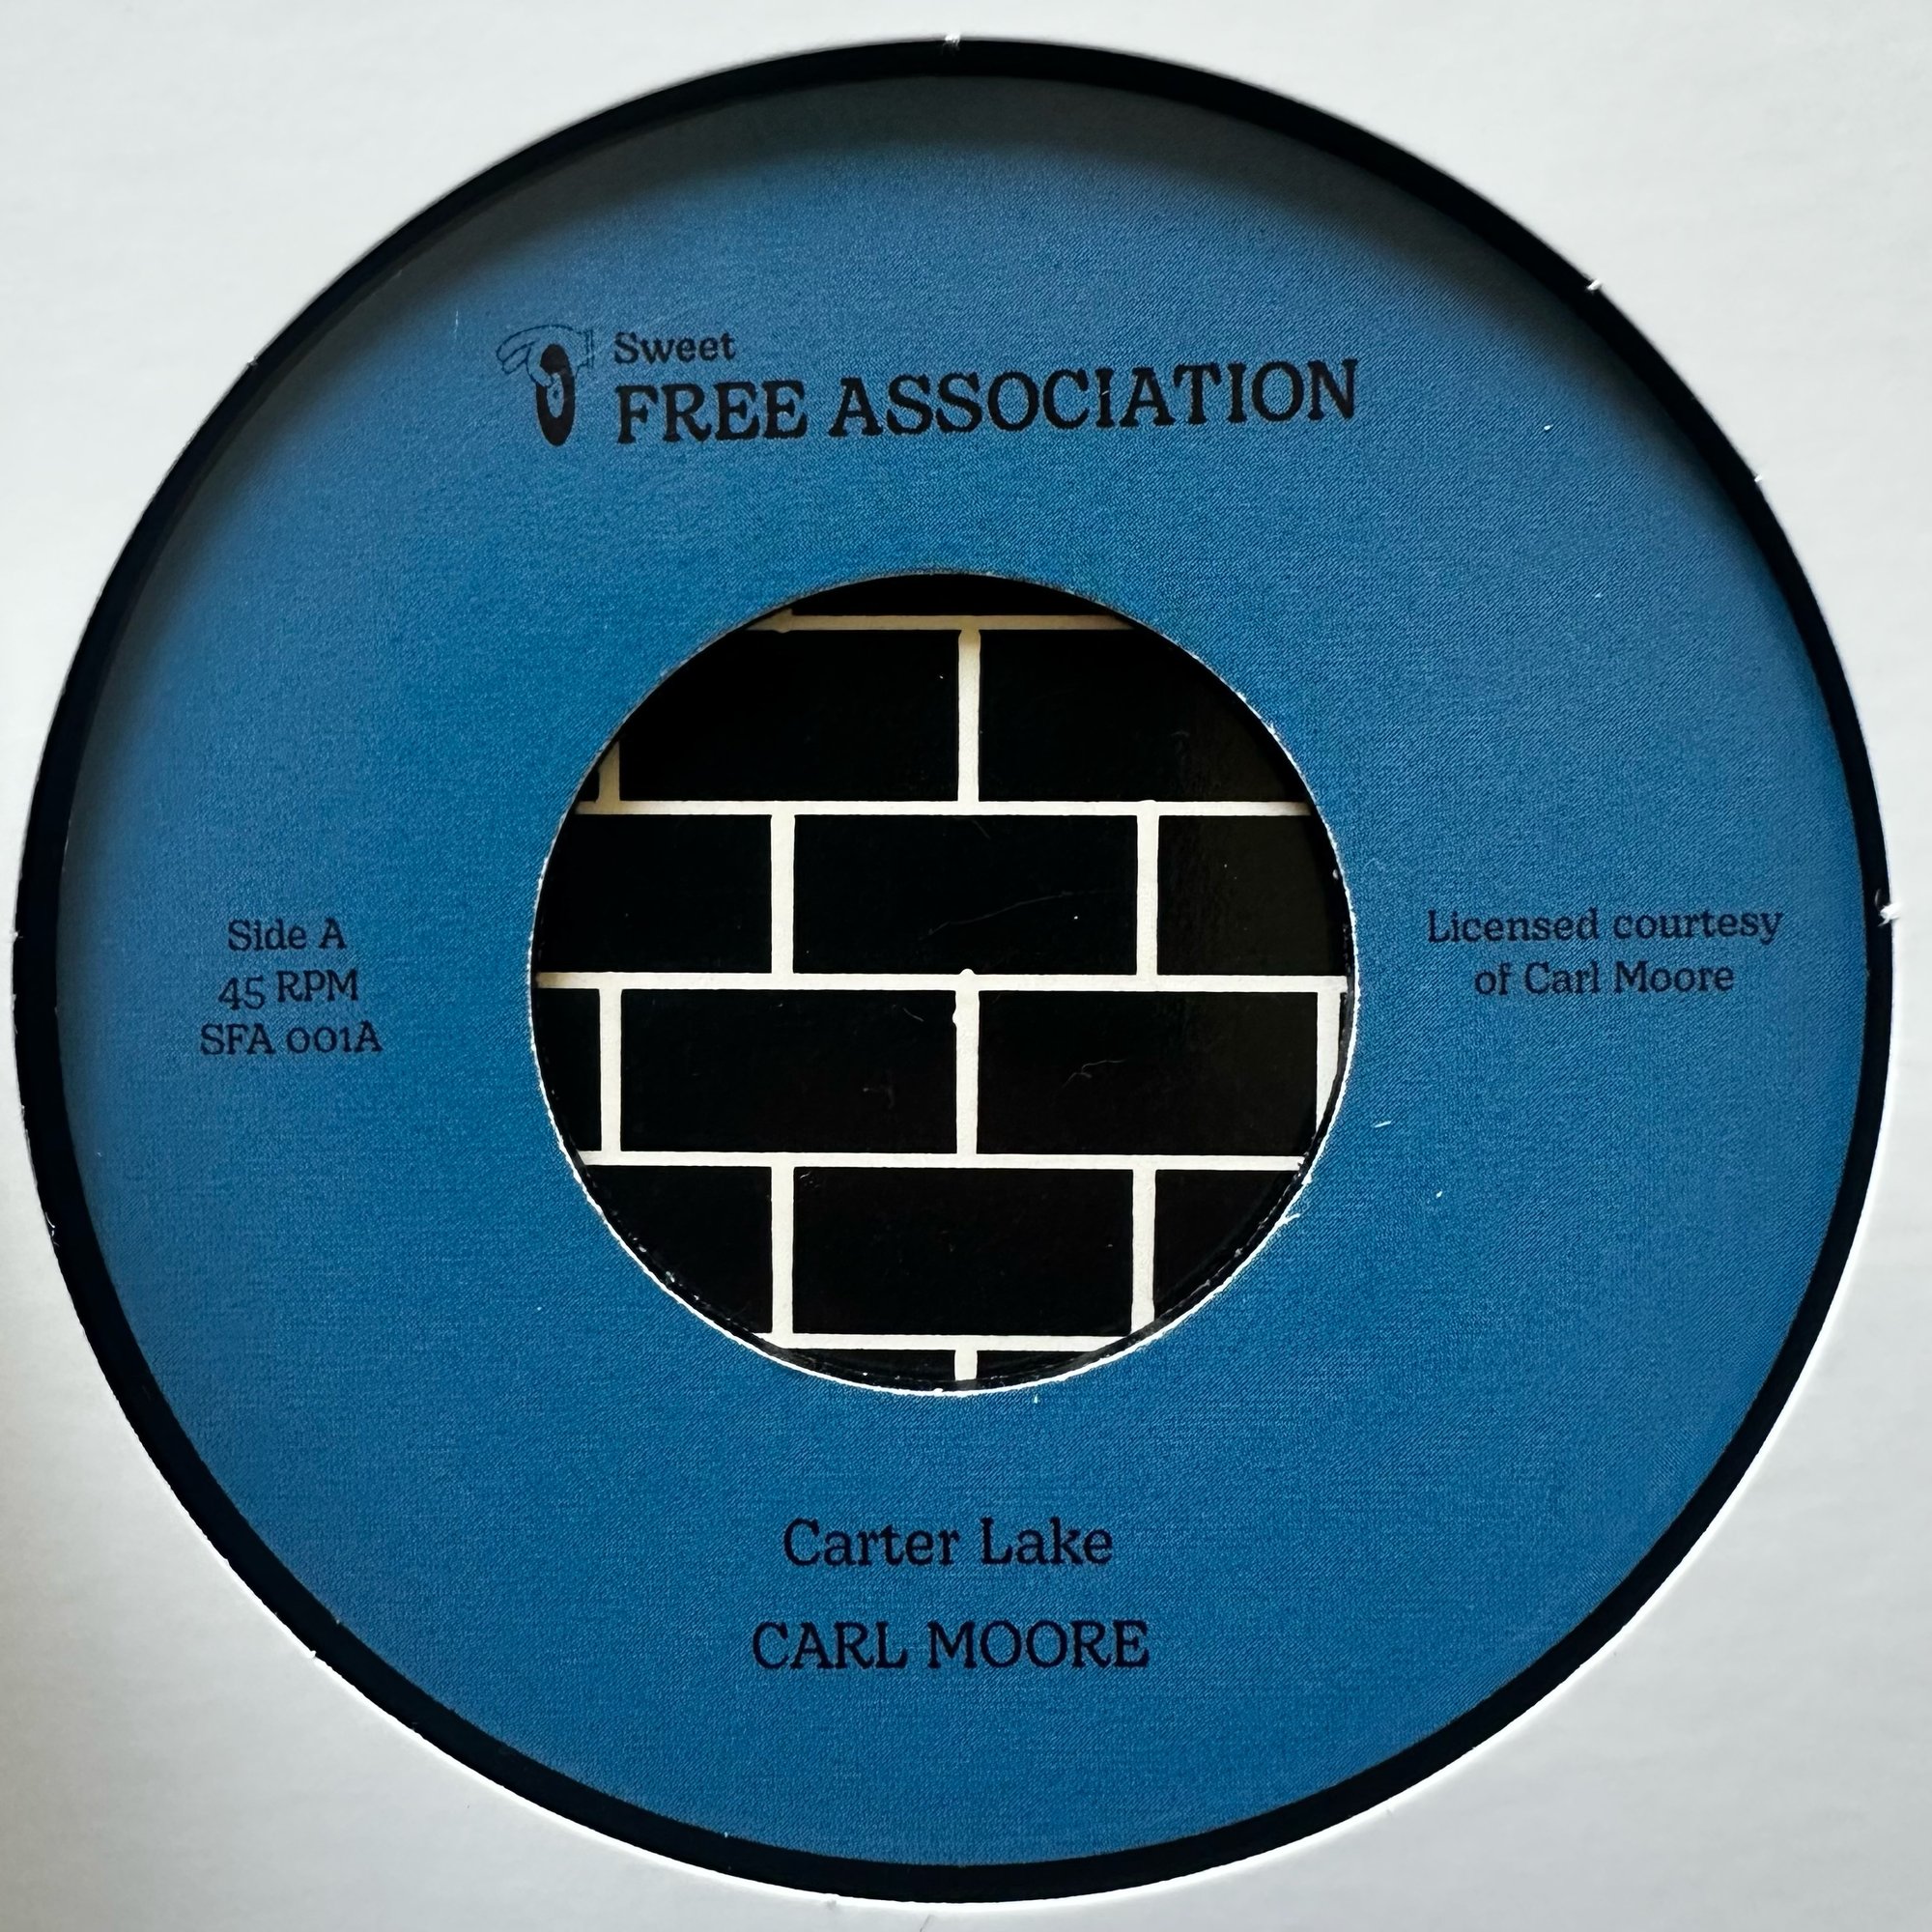 Sweet
FREE ASSOCIATION
Side A
45 RPM
SFA 001A
Licensed courtesy
of Carl Moore
Carter Lake
CARL MOORE